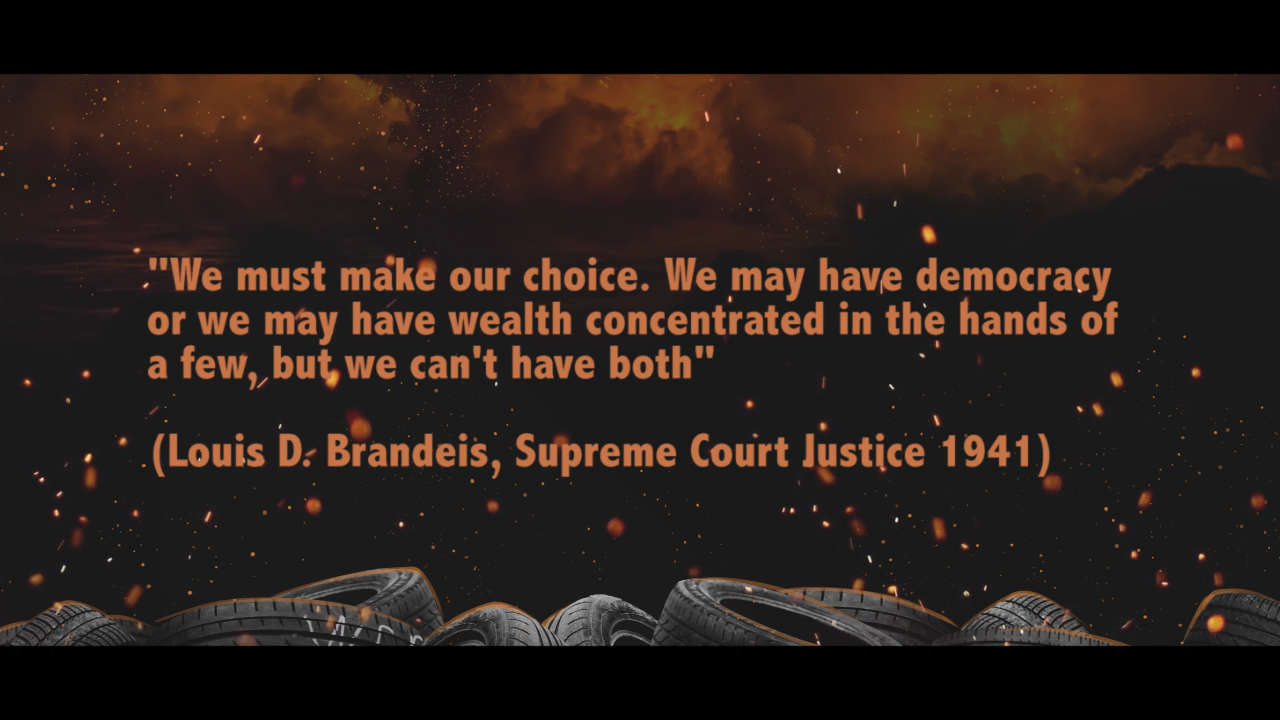 "We must make our choice. We may have democracy
or we may have wealth concentrated in the hands of
a few, but we can't have both"
(Louis D. Brandeis, Supreme Court Justice 1941)